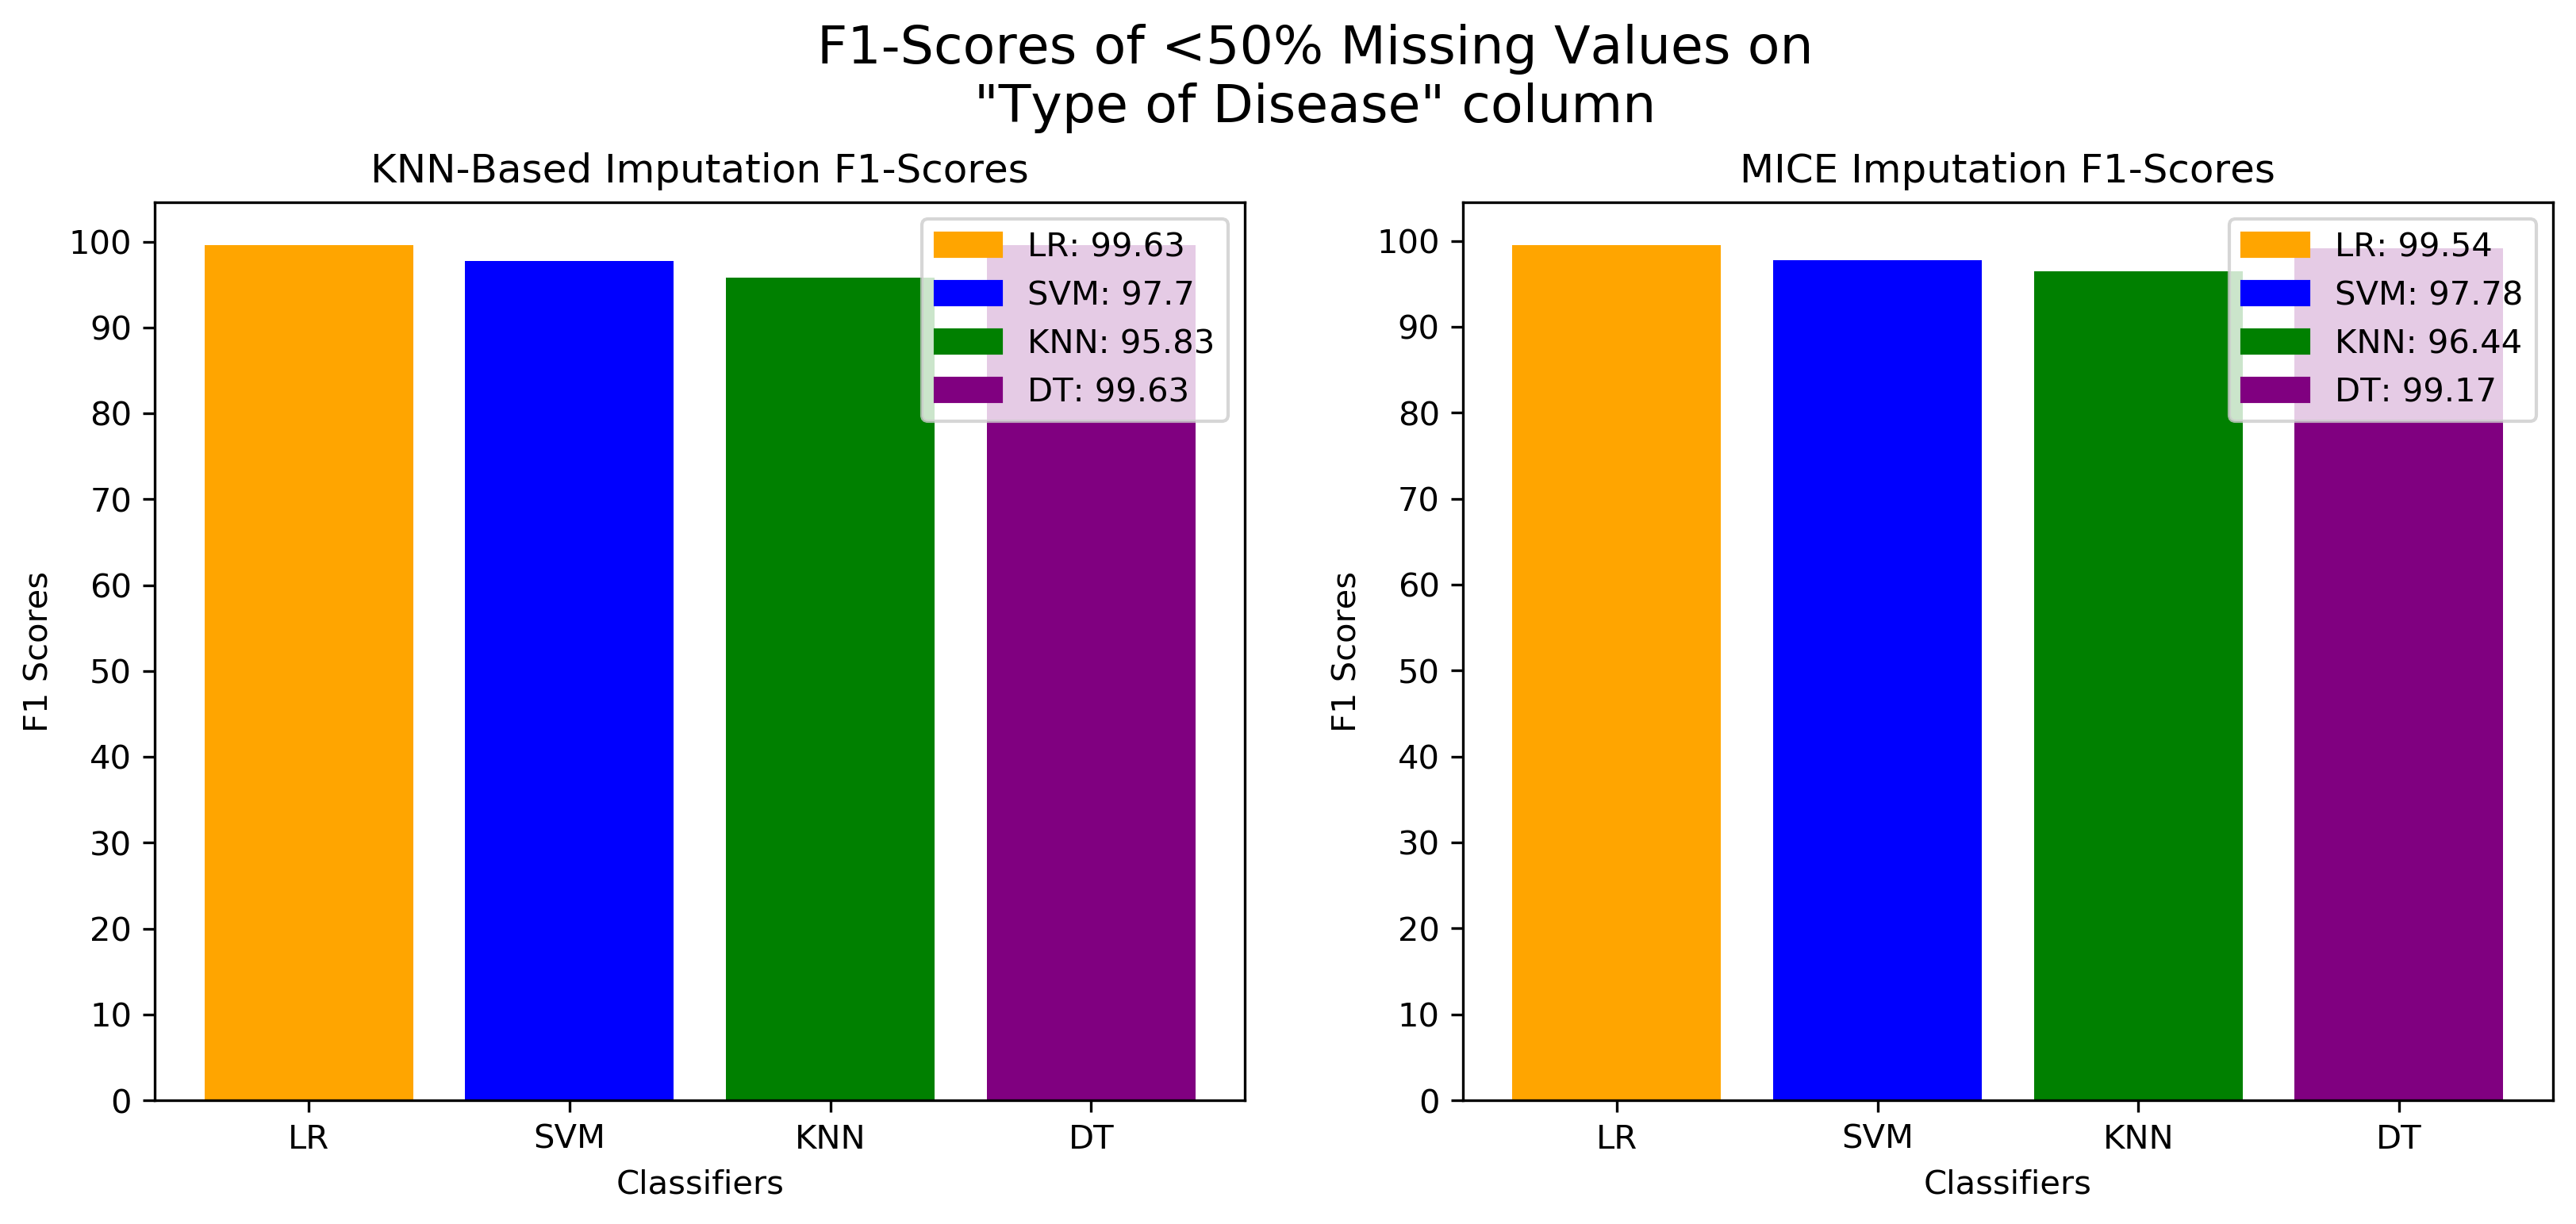 F1-Scores of <50% Missing Values on
"Type of Disease" column
KNN-Based Imputation F1-Scores
LR: 99.63
SVM: 97.7
KNN: 95.83
DT: 99.63
100
90
80
70
60
50
40
30
20
10
0
F1 Scores
LR SVM KNN DT
Classifiers
MICE Imputation F1-Scores
LR: 99.54
SVM: 97.78
KNN: 96.44
DT: 99.17
100
90
80
70
60
50
40
30
20
10
0
F1 Scores
LR SVM KNN DT
Classifiers